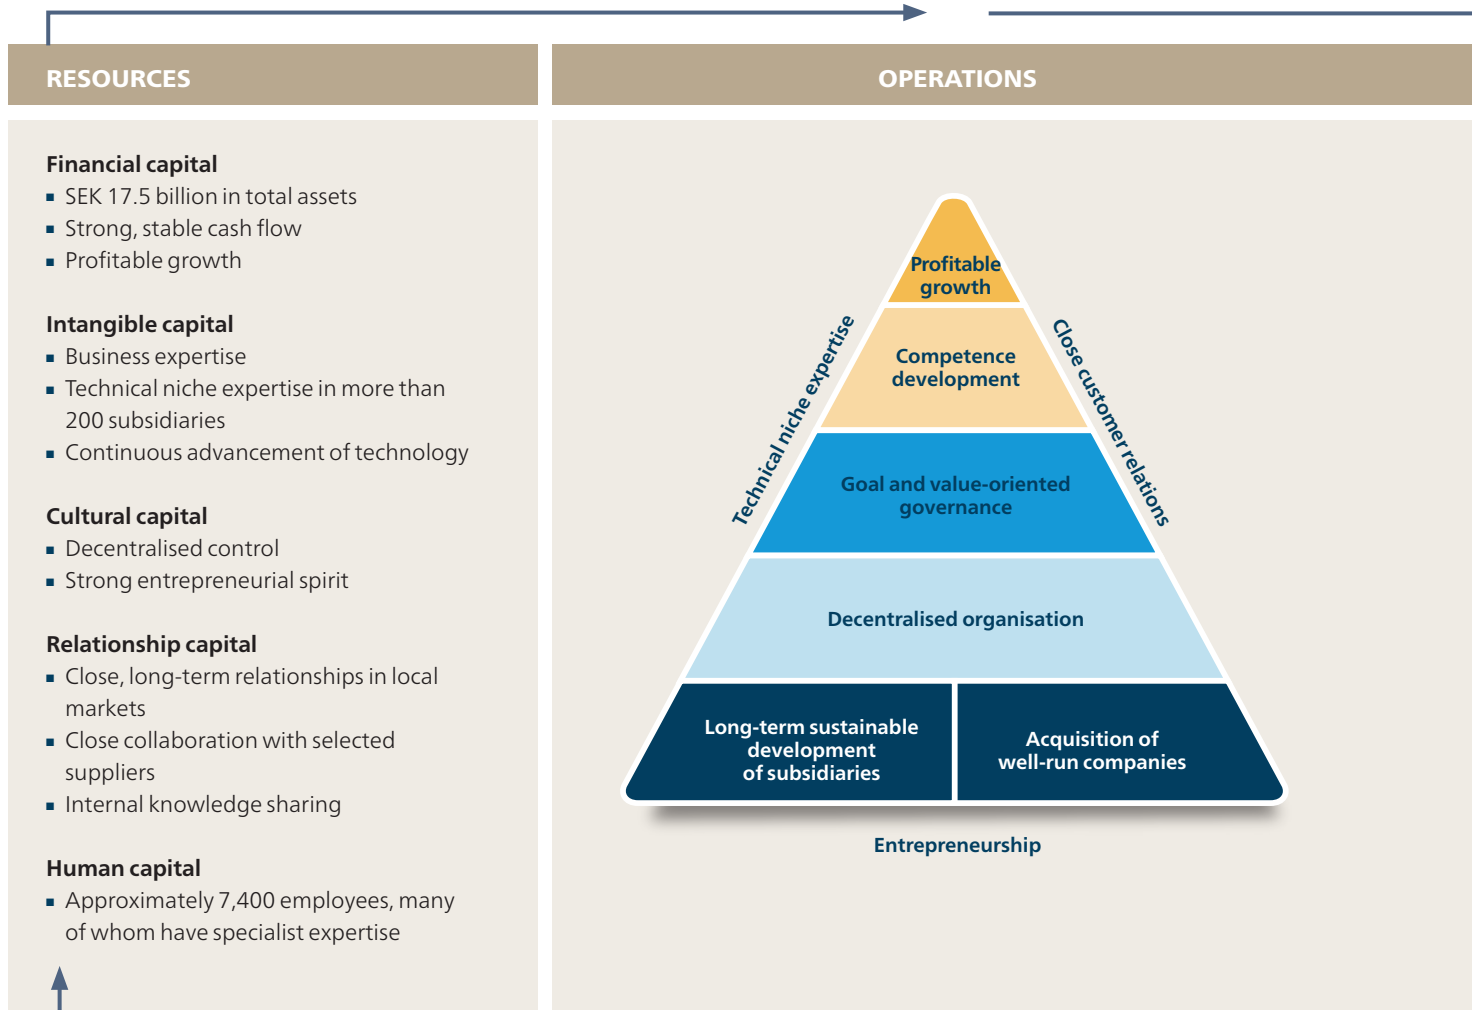 RESOURCES
Financial capital
▪ SEK 17.5 billion in total assets
▪ Strong, stable cash flow
▪ Profitable growth
Intangible capital
▪ Business expertise
▪ Technical niche expertise in more than
200 subsidiaries
▪ Continuous advancement of technology
Cultural capital
▪ Decentralised control
▪ Strong entrepreneurial spirit
Relationship capital
▪ Close, long-term relationships in local
markets
▪ Close collaboration with selected
suppliers
▪ Internal knowledge sharing
Human capital
▪ Approximately 7,400 employees, many
of whom have specialist expertise
OPERATIONS
Profitable
growth
Competence
development
Goal and value-oriented
governance
Decentralised organisation
Long-term sustainable
development
of subsidiaries
Acquisition of
well-run companies
Technical niche expertise
Close customer relations
Entrepreneurship